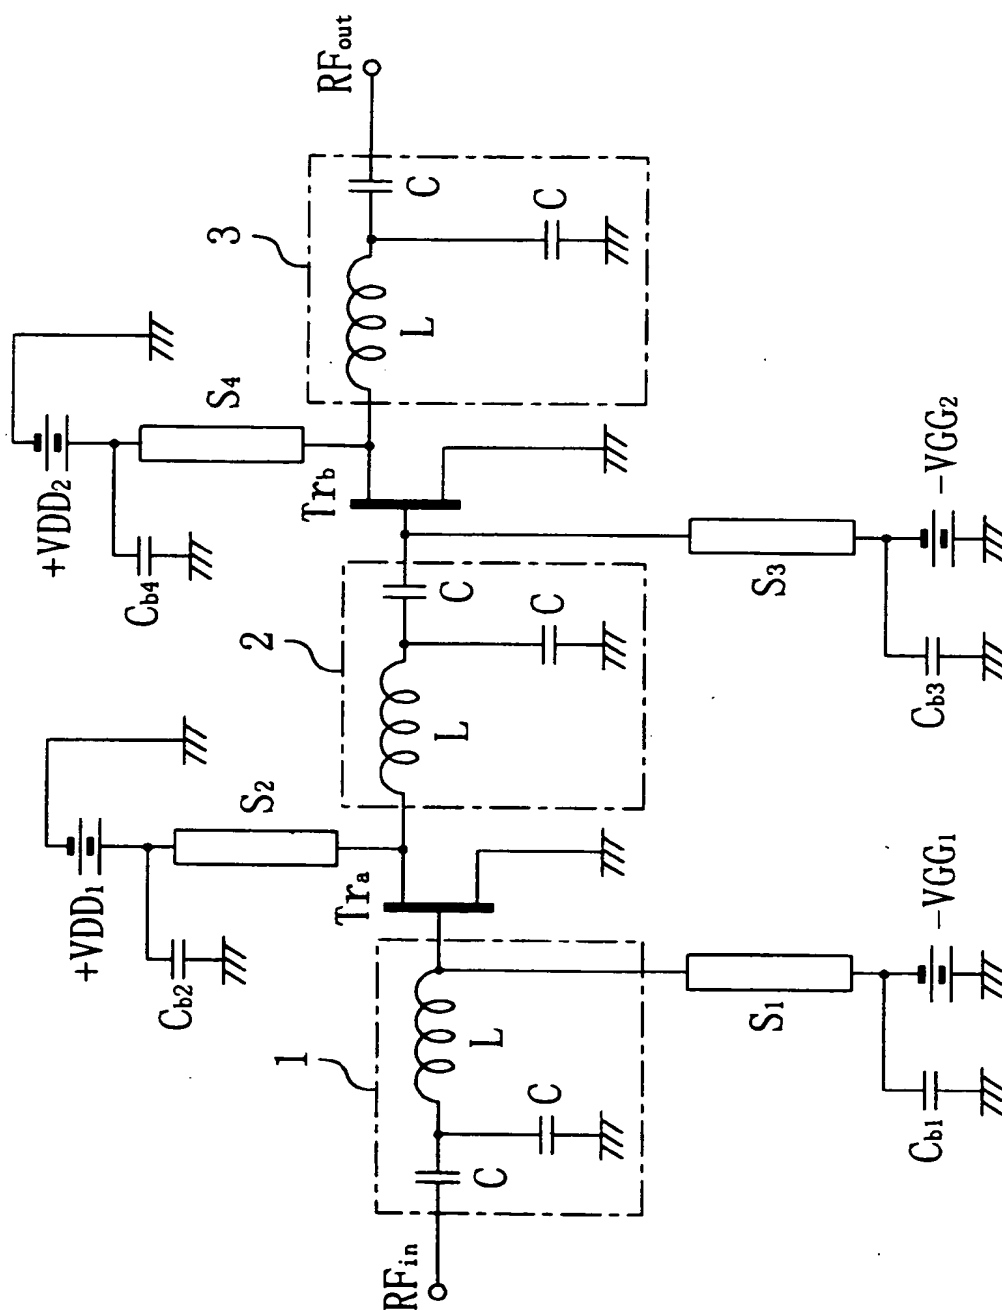 RFin
C
C
L
1
S1
Cb1
-VGG1
Tra
+VDD1
Cb2
S2
2
L
C
C
S3
Cb3
-VGG2
Trb
+VDD2
Cb4
S4
3
L
C
C
RFout